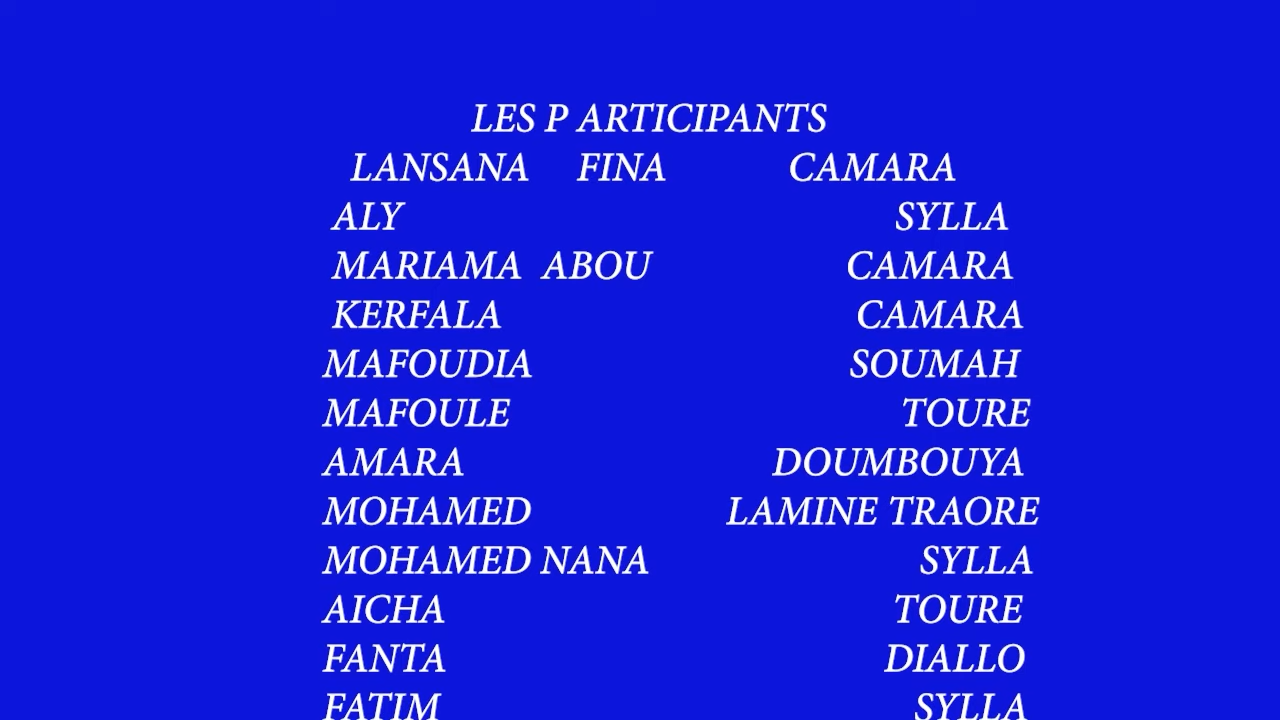 LES P ARTICIPANTS
LANSANA FINA CAMARA
ALY SYLLA
MARIAMA ABOU CAMARA
KERFALA CAMARA
MAFOUDIA SOUMAH
MAFOULE TOURE
AMARA DOUMBOUYA
MOHAMED LAMINE TRAORE
MOHAMED NANA SYLLA
AICHA TOURE
FANTA DIALLO
FATIM SYLLA